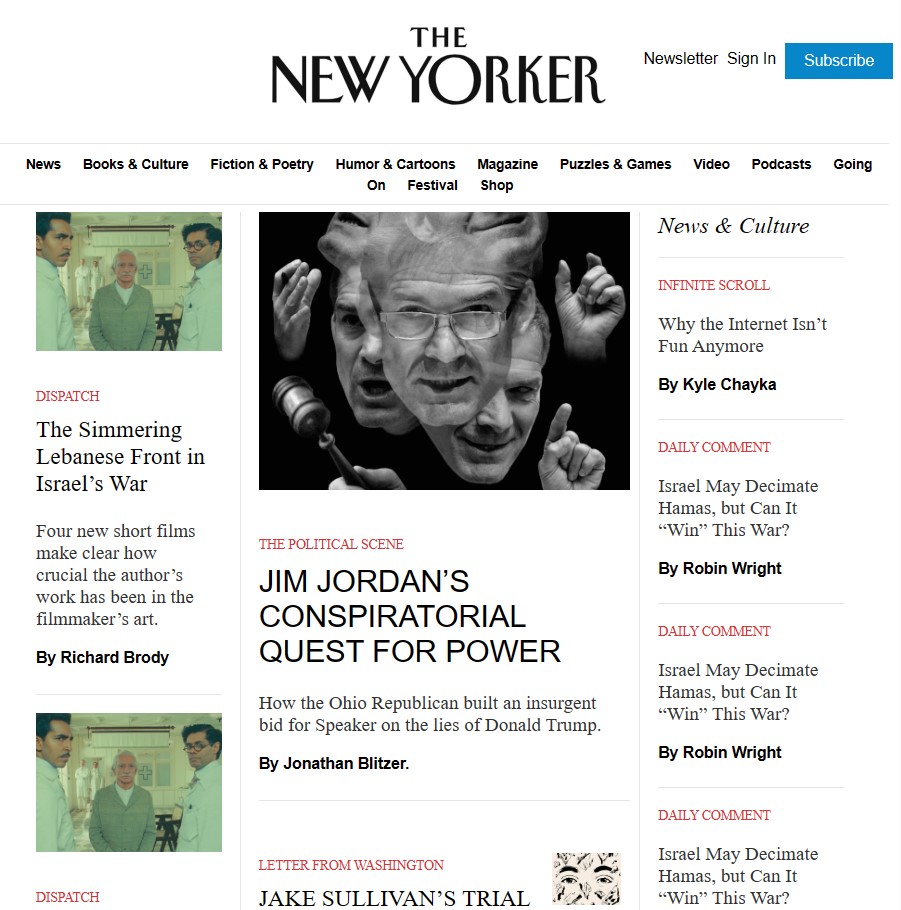 THE
NEW YORKER
Newsletter Sign In Subscribe
News Books & Culture Fiction & Poetry Humor & Cartoons Magazine Puzzles & Games Video Podcasts Going
On Festival Shop
DISPATCH
The Simmering
Lebanese Front in
Israel’s War
Four new short films
make clear how
crucial the author’s
work has been in the
filmmaker’s art.
By Richard Brody
DISPATCH
THE POLITICAL SCENE
JIM JORDAN’S
CONSPIRATORIAL
QUEST FOR POWER
How the Ohio Republican built an insurgent
bid for Speaker on the lies of Donald Trump.
By Jonathan Blitzer.
LETTER FROM WASHINGTON
JAKE SULLIVAN’S TRIAL
News & Culture
INFINITE SCROLL
Why the Internet Isn’t
Fun Anymore
By Kyle Chayka
DAILY COMMENT
Israel May Decimate
Hamas, but Can It
“Win” This War?
By Robin Wright
DAILY COMMENT
Israel May Decimate
Hamas, but Can It
“Win” This War?
By Robin Wright
DAILY COMMENT
Israel May Decimate
Hamas, but Can It
“Win” This War?